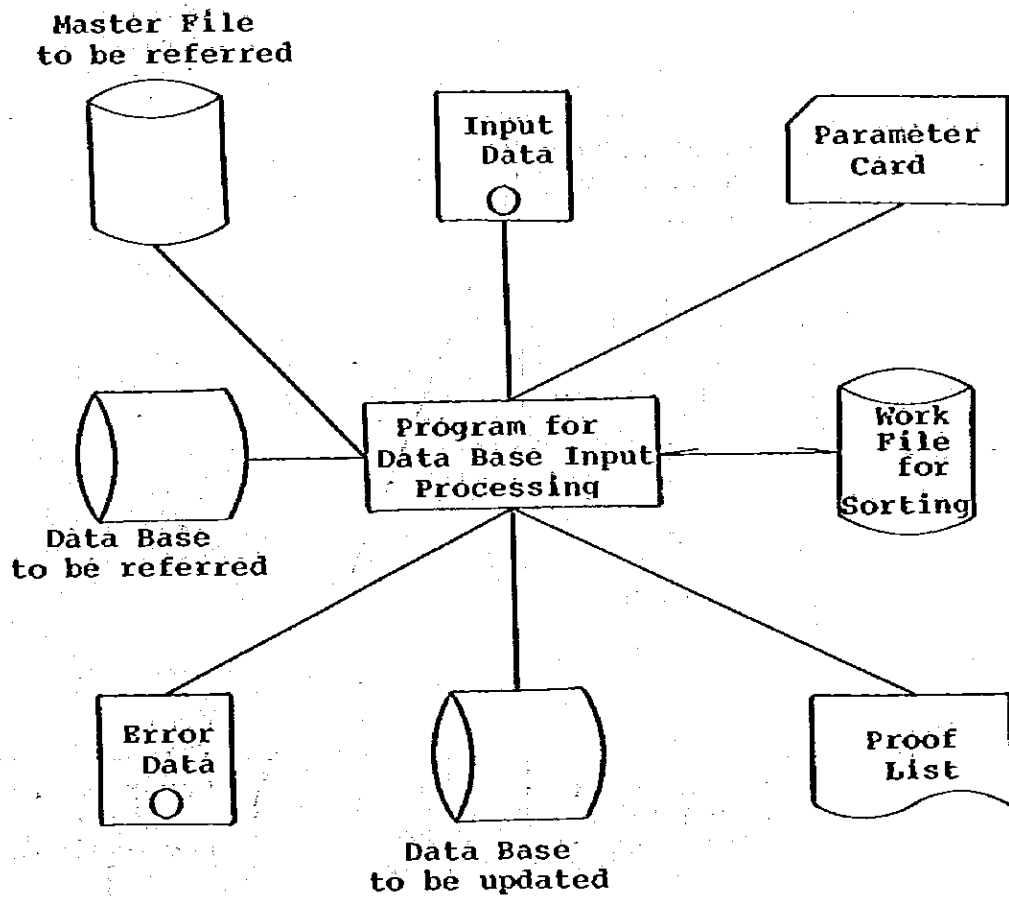 Master File
to be referred
Input
Data
Parameter
Card
Program for
Data Base Input
Processing
Work
File
for
Sorting
Data Base
to be referred
Error
Data
Data Base
to be updated
Proof
List